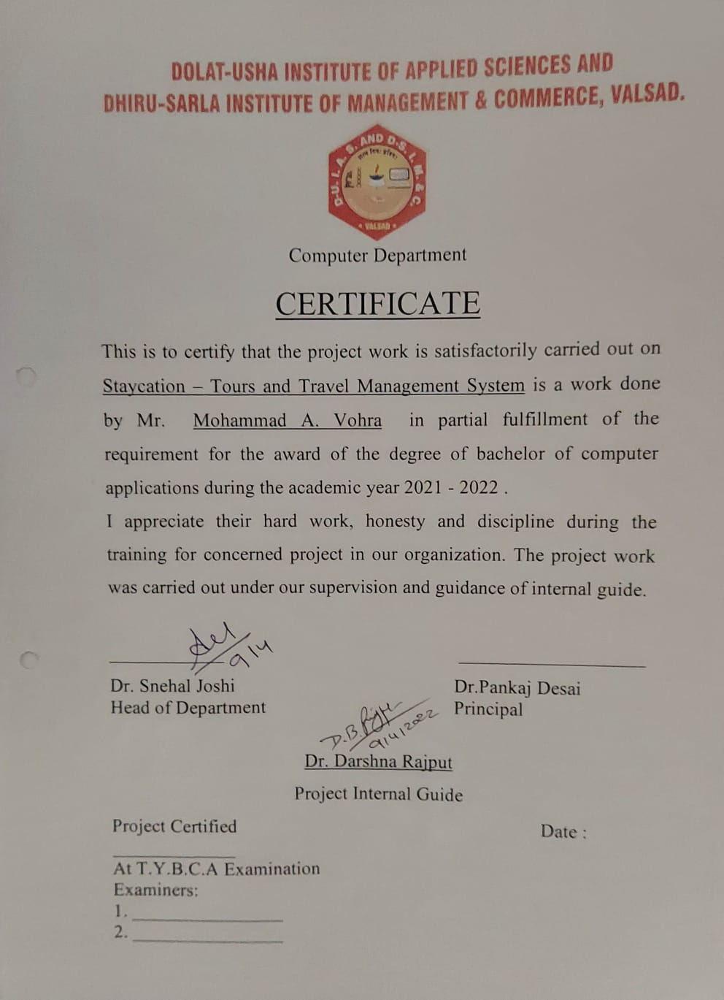 DOLAT-USHA INSTITUTE OF APPLIED SCIENCES AND
DHIRU-SARLA INSTITUTE OF MANAGEMENT & COMMERCE, VALSAD.
D.U. I. A. S. AND D.S. I. M. & C.
* VALSAD *
Computer Department
CERTIFICATE
This is to certify that the project work is satisfactorily carried out on
Staycation – Tours and Travel Management System is a work done
by Mr. Mohammad A. Vohra in partial fulfillment of the
requirement for the award of the degree of bachelor of computer
applications during the academic year 2021 - 2022 .
I appreciate their hard work, honesty and discipline during the
training for concerned project in our organization. The project work
was carried out under our supervision and guidance of internal guide.
9/4
Dr. Snehal Joshi
Head of Department
Dr.Pankaj Desai
Principal
D.B.
9/4/2022
Dr. Darshna Rajput
Project Internal Guide
Project Certified
Date :
At T.Y.B.C.A Examination
Examiners:
1.
2.